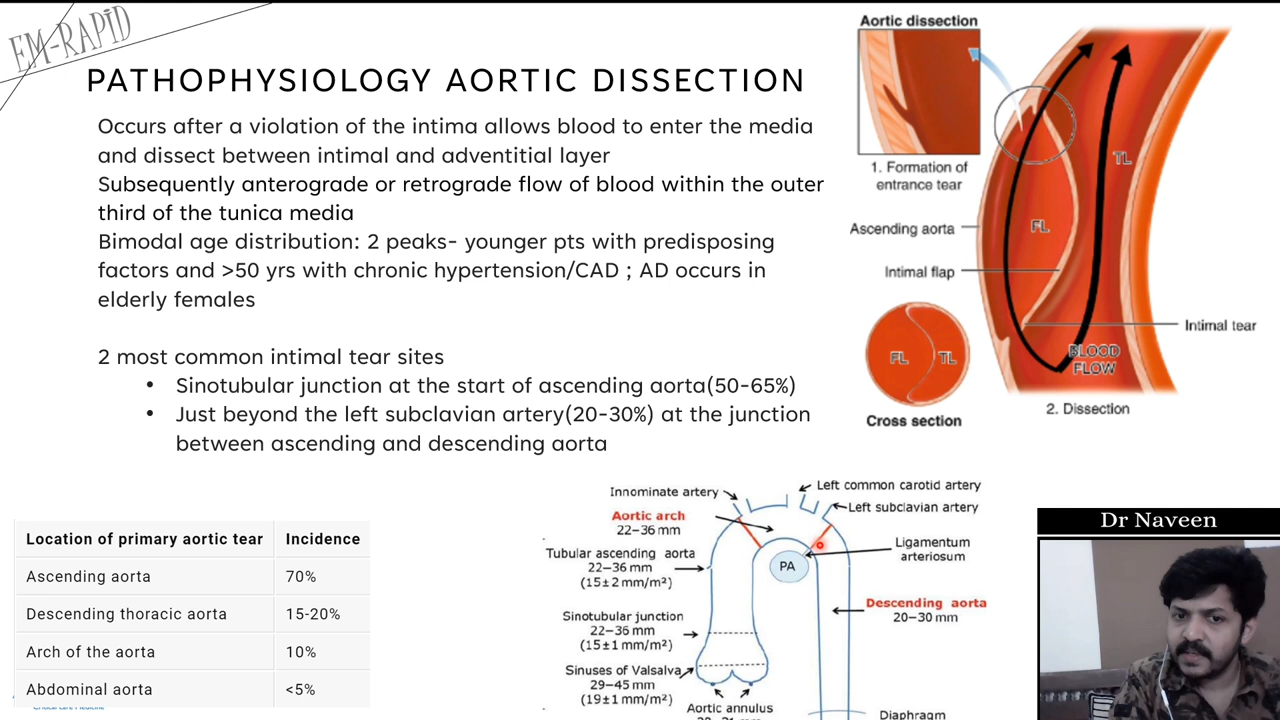 EM-RAPID
PATHOPHYSIOLOGY AORTIC DISSECTION
Occurs after a violation of the intima allows blood to enter the media
and dissect between intimal and adventitial layer
Subsequently anterograde or retrograde flow of blood within the outer
third of the tunica media
Bimodal age distribution: 2 peaks- younger pts with predisposing
factors and >50 yrs with chronic hypertension/CAD ; AD occurs in
elderly females
2 most common intimal tear sites
• Sinotubular junction at the start of ascending aorta(50-65%)
• Just beyond the left subclavian artery(20-30%) at the junction
between ascending and descending aorta
Aortic dissection
1. Formation of
entrance tear
TL
Ascending aorta
FL
Intimal flap
Intimal tear
FL TL
BLOOD
FLOW
Cross section
2. Dissection
Location of primary aortic tear Incidence
Ascending aorta 70%
Descending thoracic aorta 15-20%
Arch of the aorta 10%
Abdominal aorta <5%
Critical Care Medicine
Innominate artery
Left common carotid artery
Left subclavian artery
Aortic arch
22–36 mm
Ligamentum
arteriosum
Tubular ascending aorta
22–36 mm
(15±2 mm/m²)
PA
Descending aorta
20–30 mm
Sinotubular junction
22–36 mm
(15±1 mm/m²)
Sinuses of Valsalva
29–45 mm
(19±1 mm/m²)
Aortic annulus
Diaphragm
Dr Naveen